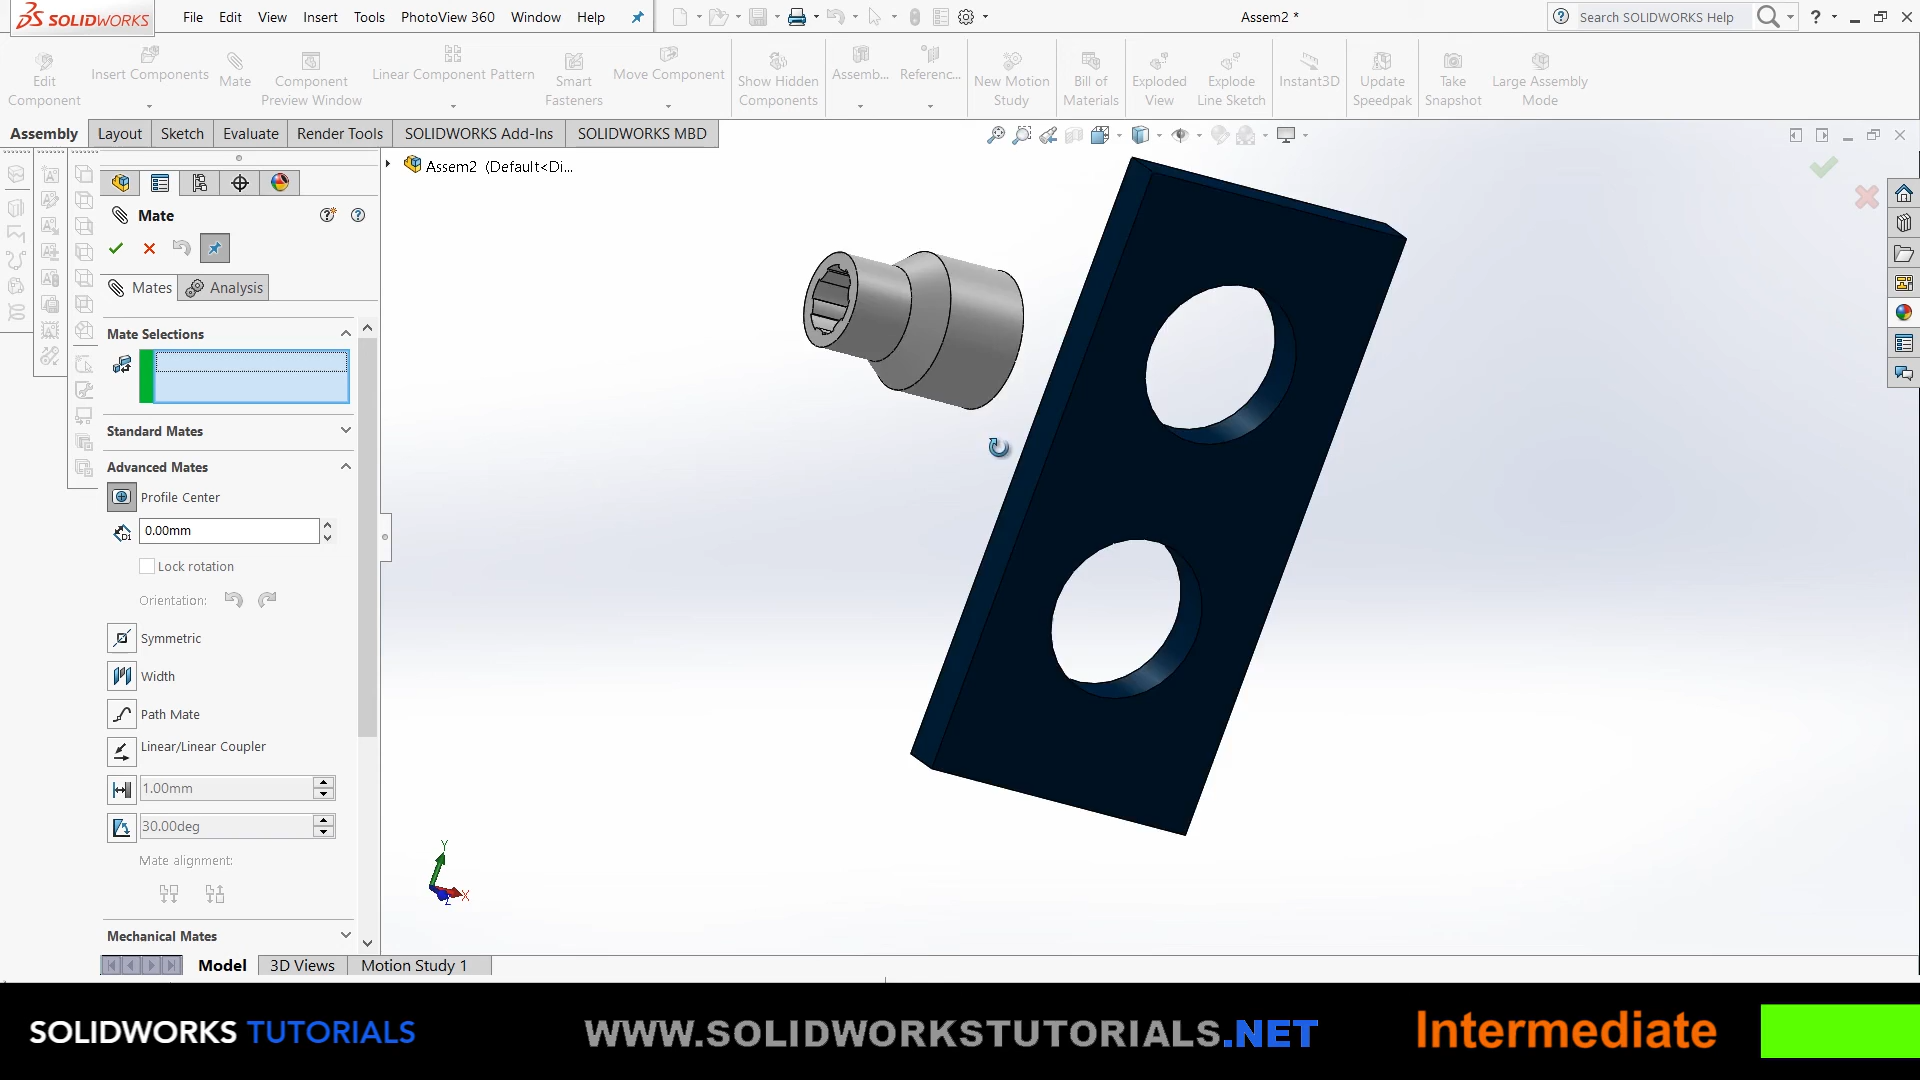 SOLIDWORKS
File Edit View Insert Tools PhotoView 360 Window Help
Assem2 *
Search SOLIDWORKS Help
Edit Component
Insert Components
Mate
Component Preview Window
Linear Component Pattern
Smart Fasteners
Move Component
Show Hidden Components
Assemb...
Referenc...
New Motion Study
Bill of Materials
Exploded View
Explode Line Sketch
Instant3D
Update Speedpak
Take Snapshot
Large Assembly Mode
Assembly Layout Sketch Evaluate Render Tools SOLIDWORKS Add-Ins SOLIDWORKS MBD
Assem2 (Default<Di...
Mate
Mates Analysis
Mate Selections
Standard Mates
Advanced Mates
Profile Center
0.00mm
Lock rotation
Orientation:
Symmetric
Width
Path Mate
Linear/Linear Coupler
1.00mm
30.00deg
Mate alignment:
Mechanical Mates
Y
X
Z
Model 3D Views Motion Study 1
SOLIDWORKS TUTORIALS
WWW.SOLIDWORKSTUTORIALS.NET
Intermediate